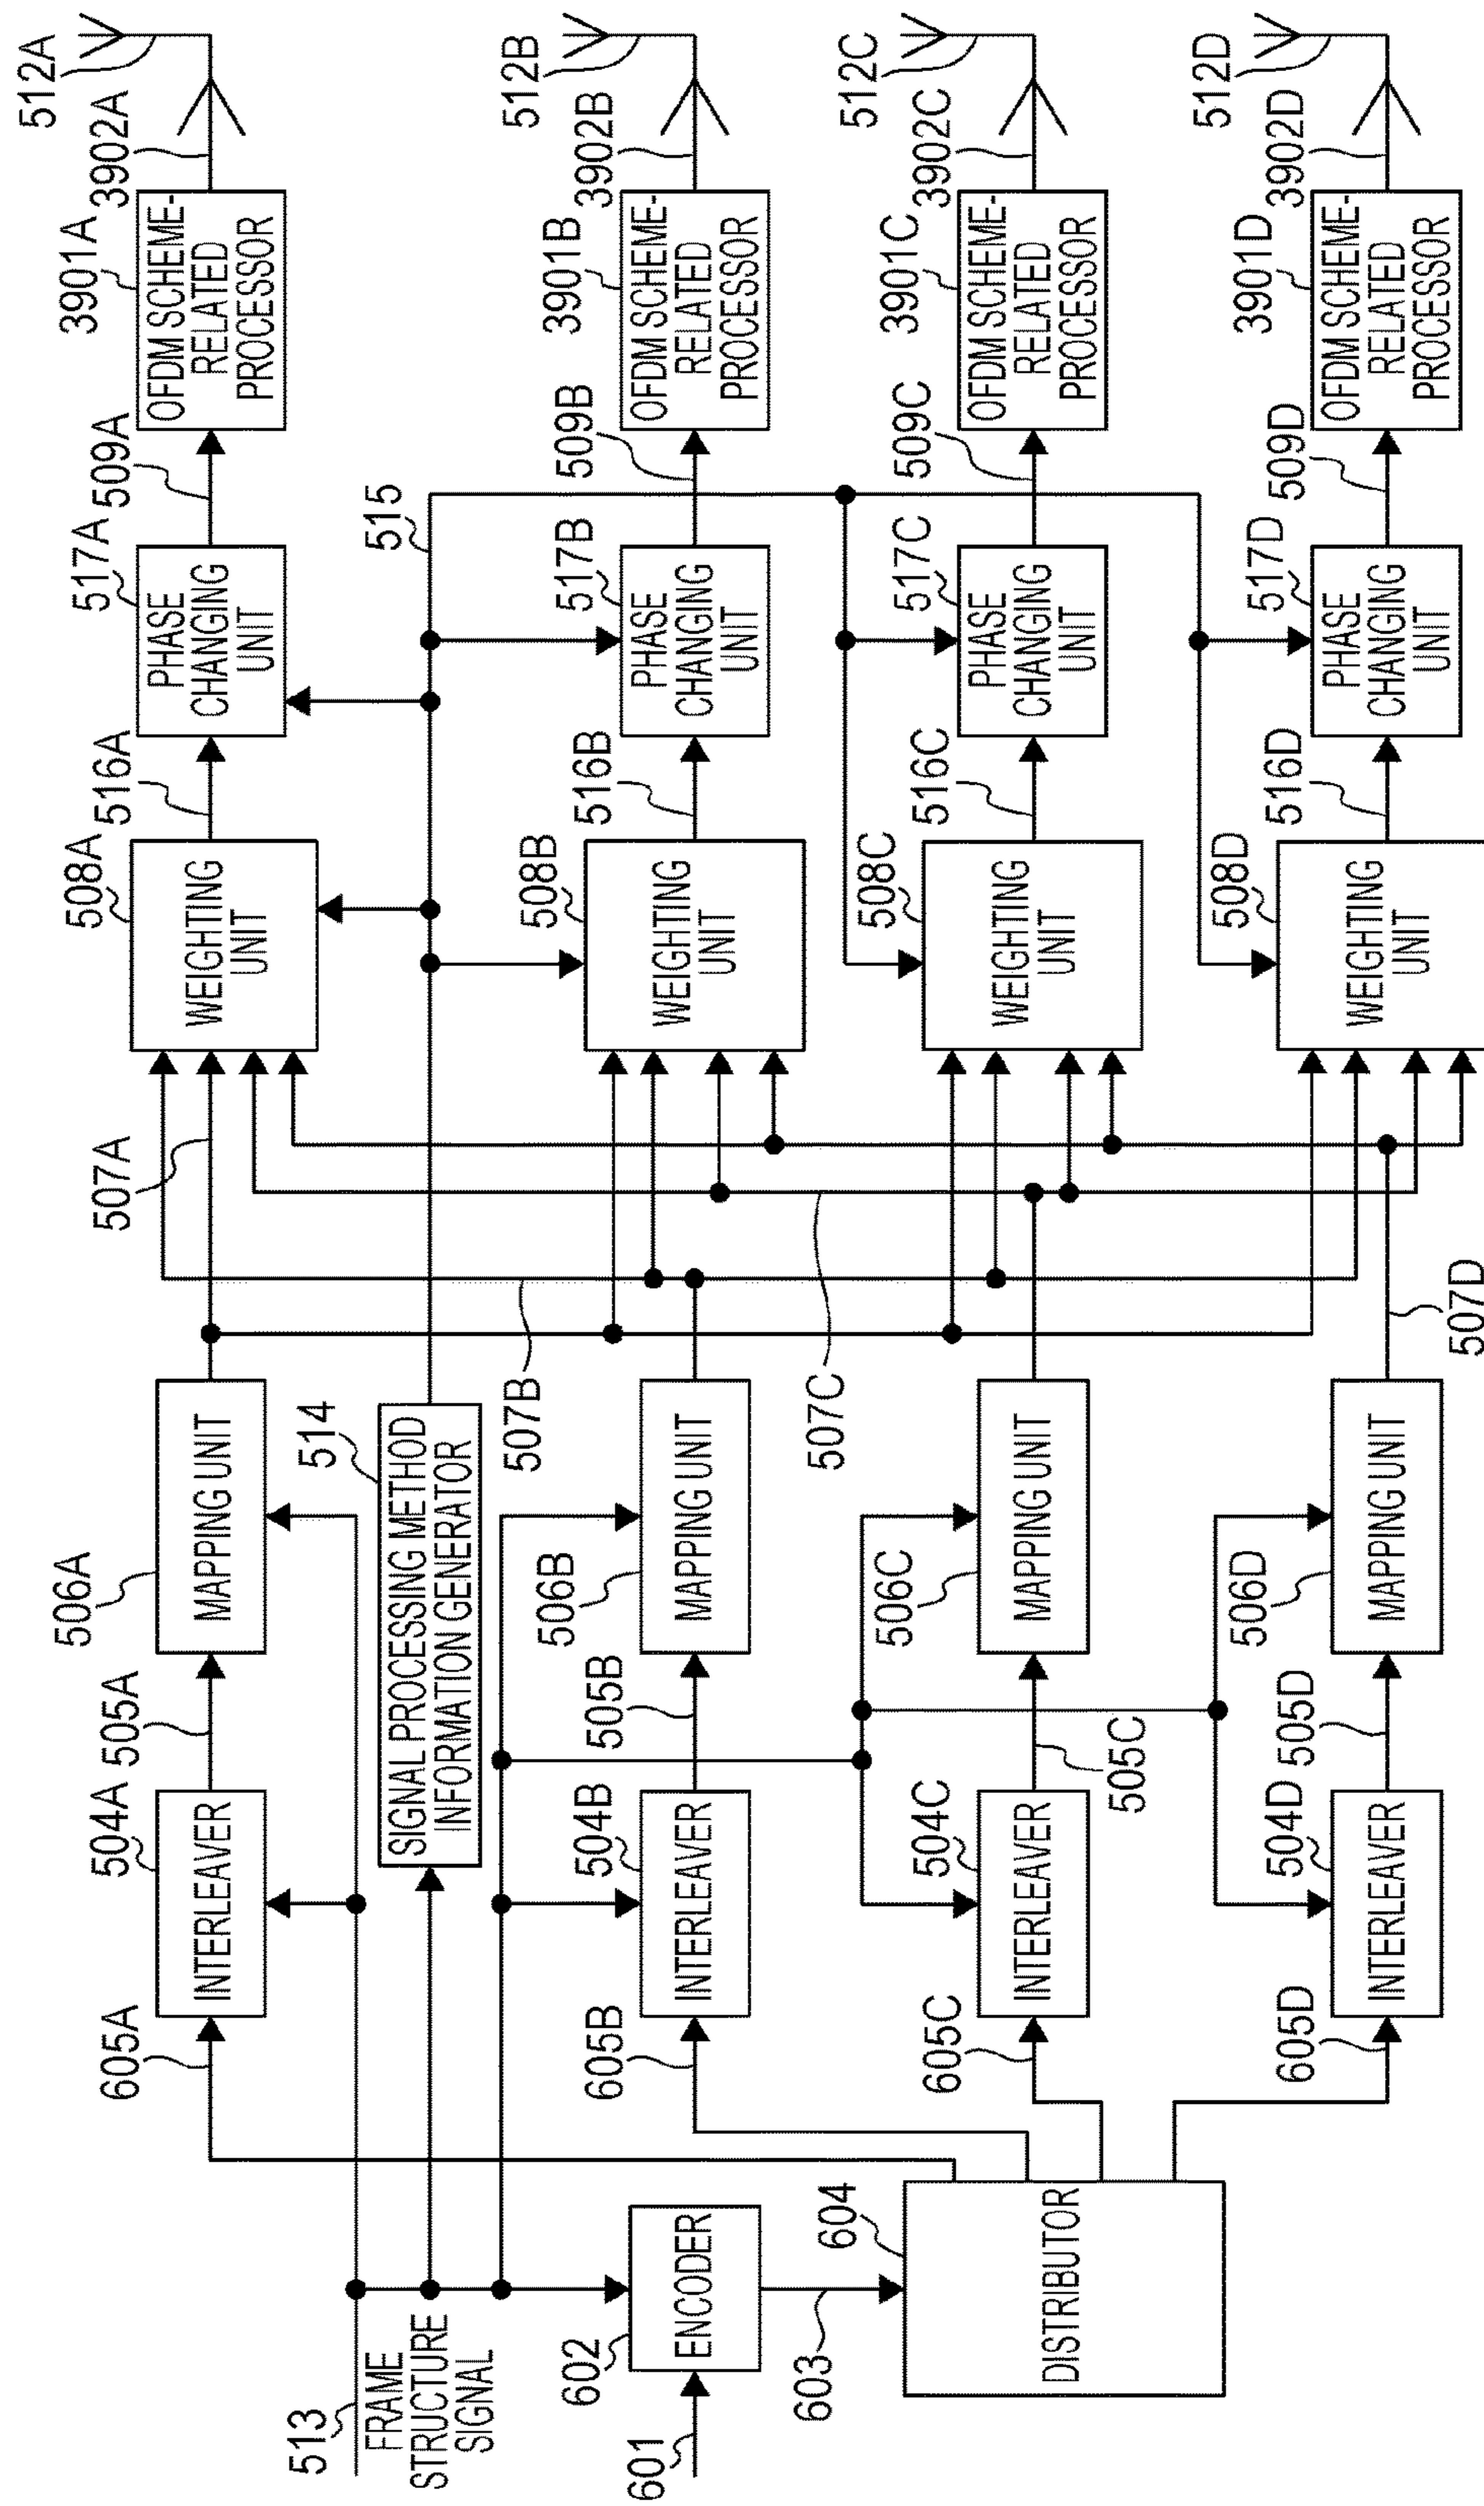 512A
3902A
3901A
OFDM SCHEME-
RELATED
PROCESSOR
509A
517A
PHASE
CHANGING
UNIT
516A
508A
WEIGHTING
UNIT
507A
506A
MAPPING UNIT
505A
504A
INTERLEAVER
605A
515
514
SIGNAL PROCESSING METHOD
INFORMATION GENERATOR
513
FRAME
STRUCTURE
SIGNAL
512B
3902B
3901B
OFDM SCHEME-
RELATED
PROCESSOR
509B
517B
PHASE
CHANGING
UNIT
516B
508B
WEIGHTING
UNIT
507B
506B
MAPPING UNIT
505B
504B
INTERLEAVER
605B
602
ENCODER
601
603
512C
3902C
3901C
OFDM SCHEME-
RELATED
PROCESSOR
509C
517C
PHASE
CHANGING
UNIT
516C
508C
WEIGHTING
UNIT
507C
506C
MAPPING UNIT
505C
504C
INTERLEAVER
605C
604
DISTRIBUTOR
512D
3902D
3901D
OFDM SCHEME-
RELATED
PROCESSOR
509D
517D
PHASE
CHANGING
UNIT
516D
508D
WEIGHTING
UNIT
507D
506D
MAPPING UNIT
505D
504D
INTERLEAVER
605D